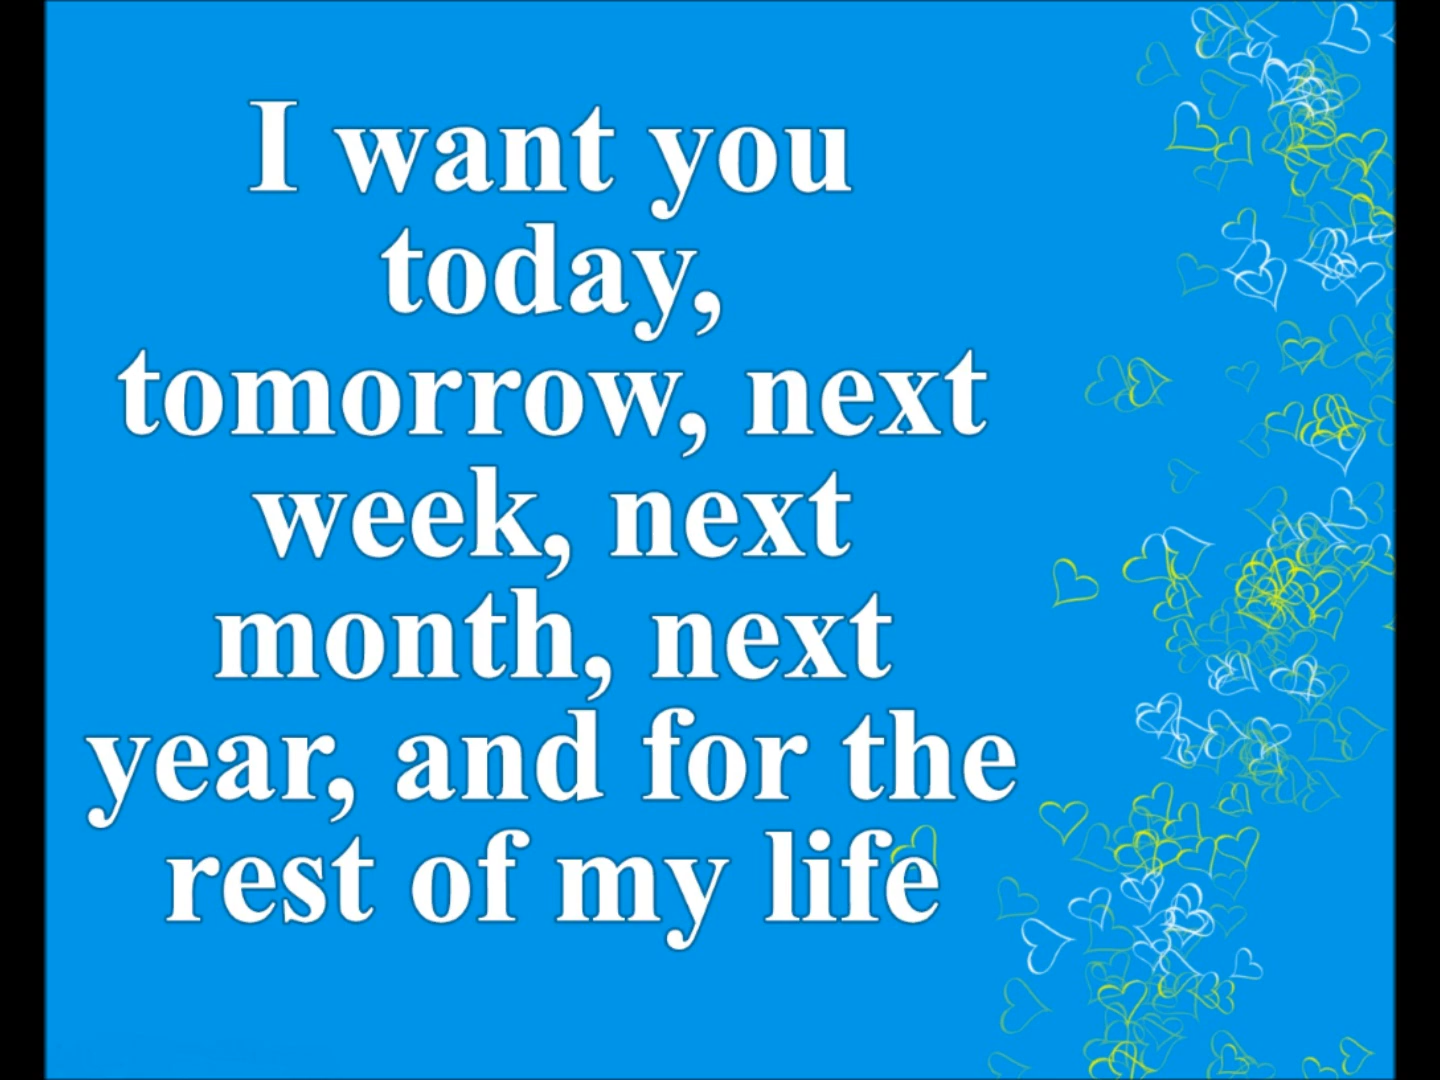 I want you
today,
tomorrow, next
week, next
month, next
year, and for the
rest of my life